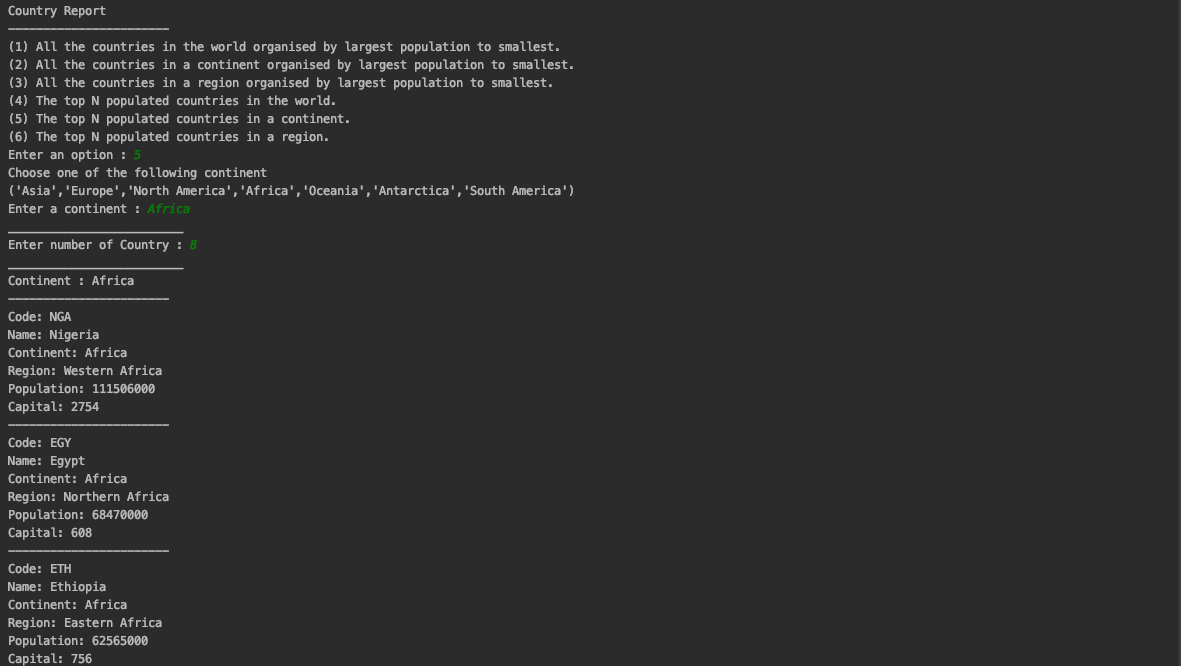 Country Report
-----------------------
(1) All the countries in the world organised by largest population to smallest.
(2) All the countries in a continent organised by largest population to smallest.
(3) All the countries in a region organised by largest population to smallest.
(4) The top N populated countries in the world.
(5) The top N populated countries in a continent.
(6) The top N populated countries in a region.
Enter an option : 5
Choose one of the following continent
('Asia','Europe','North America','Africa','Oceania','Antarctica','South America')
Enter a continent : Africa
_________________________
Enter number of Country : 8
_________________________
Continent : Africa
-----------------------
Code: NGA
Name: Nigeria
Continent: Africa
Region: Western Africa
Population: 111506000
Capital: 2754
-----------------------
Code: EGY
Name: Egypt
Continent: Africa
Region: Northern Africa
Population: 68470000
Capital: 608
-----------------------
Code: ETH
Name: Ethiopia
Continent: Africa
Region: Eastern Africa
Population: 62565000
Capital: 756